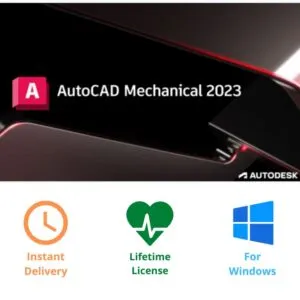 A AutoCAD Mechanical 2023
AUTODESK
Instant
Delivery
Lifetime
License
For
Windows